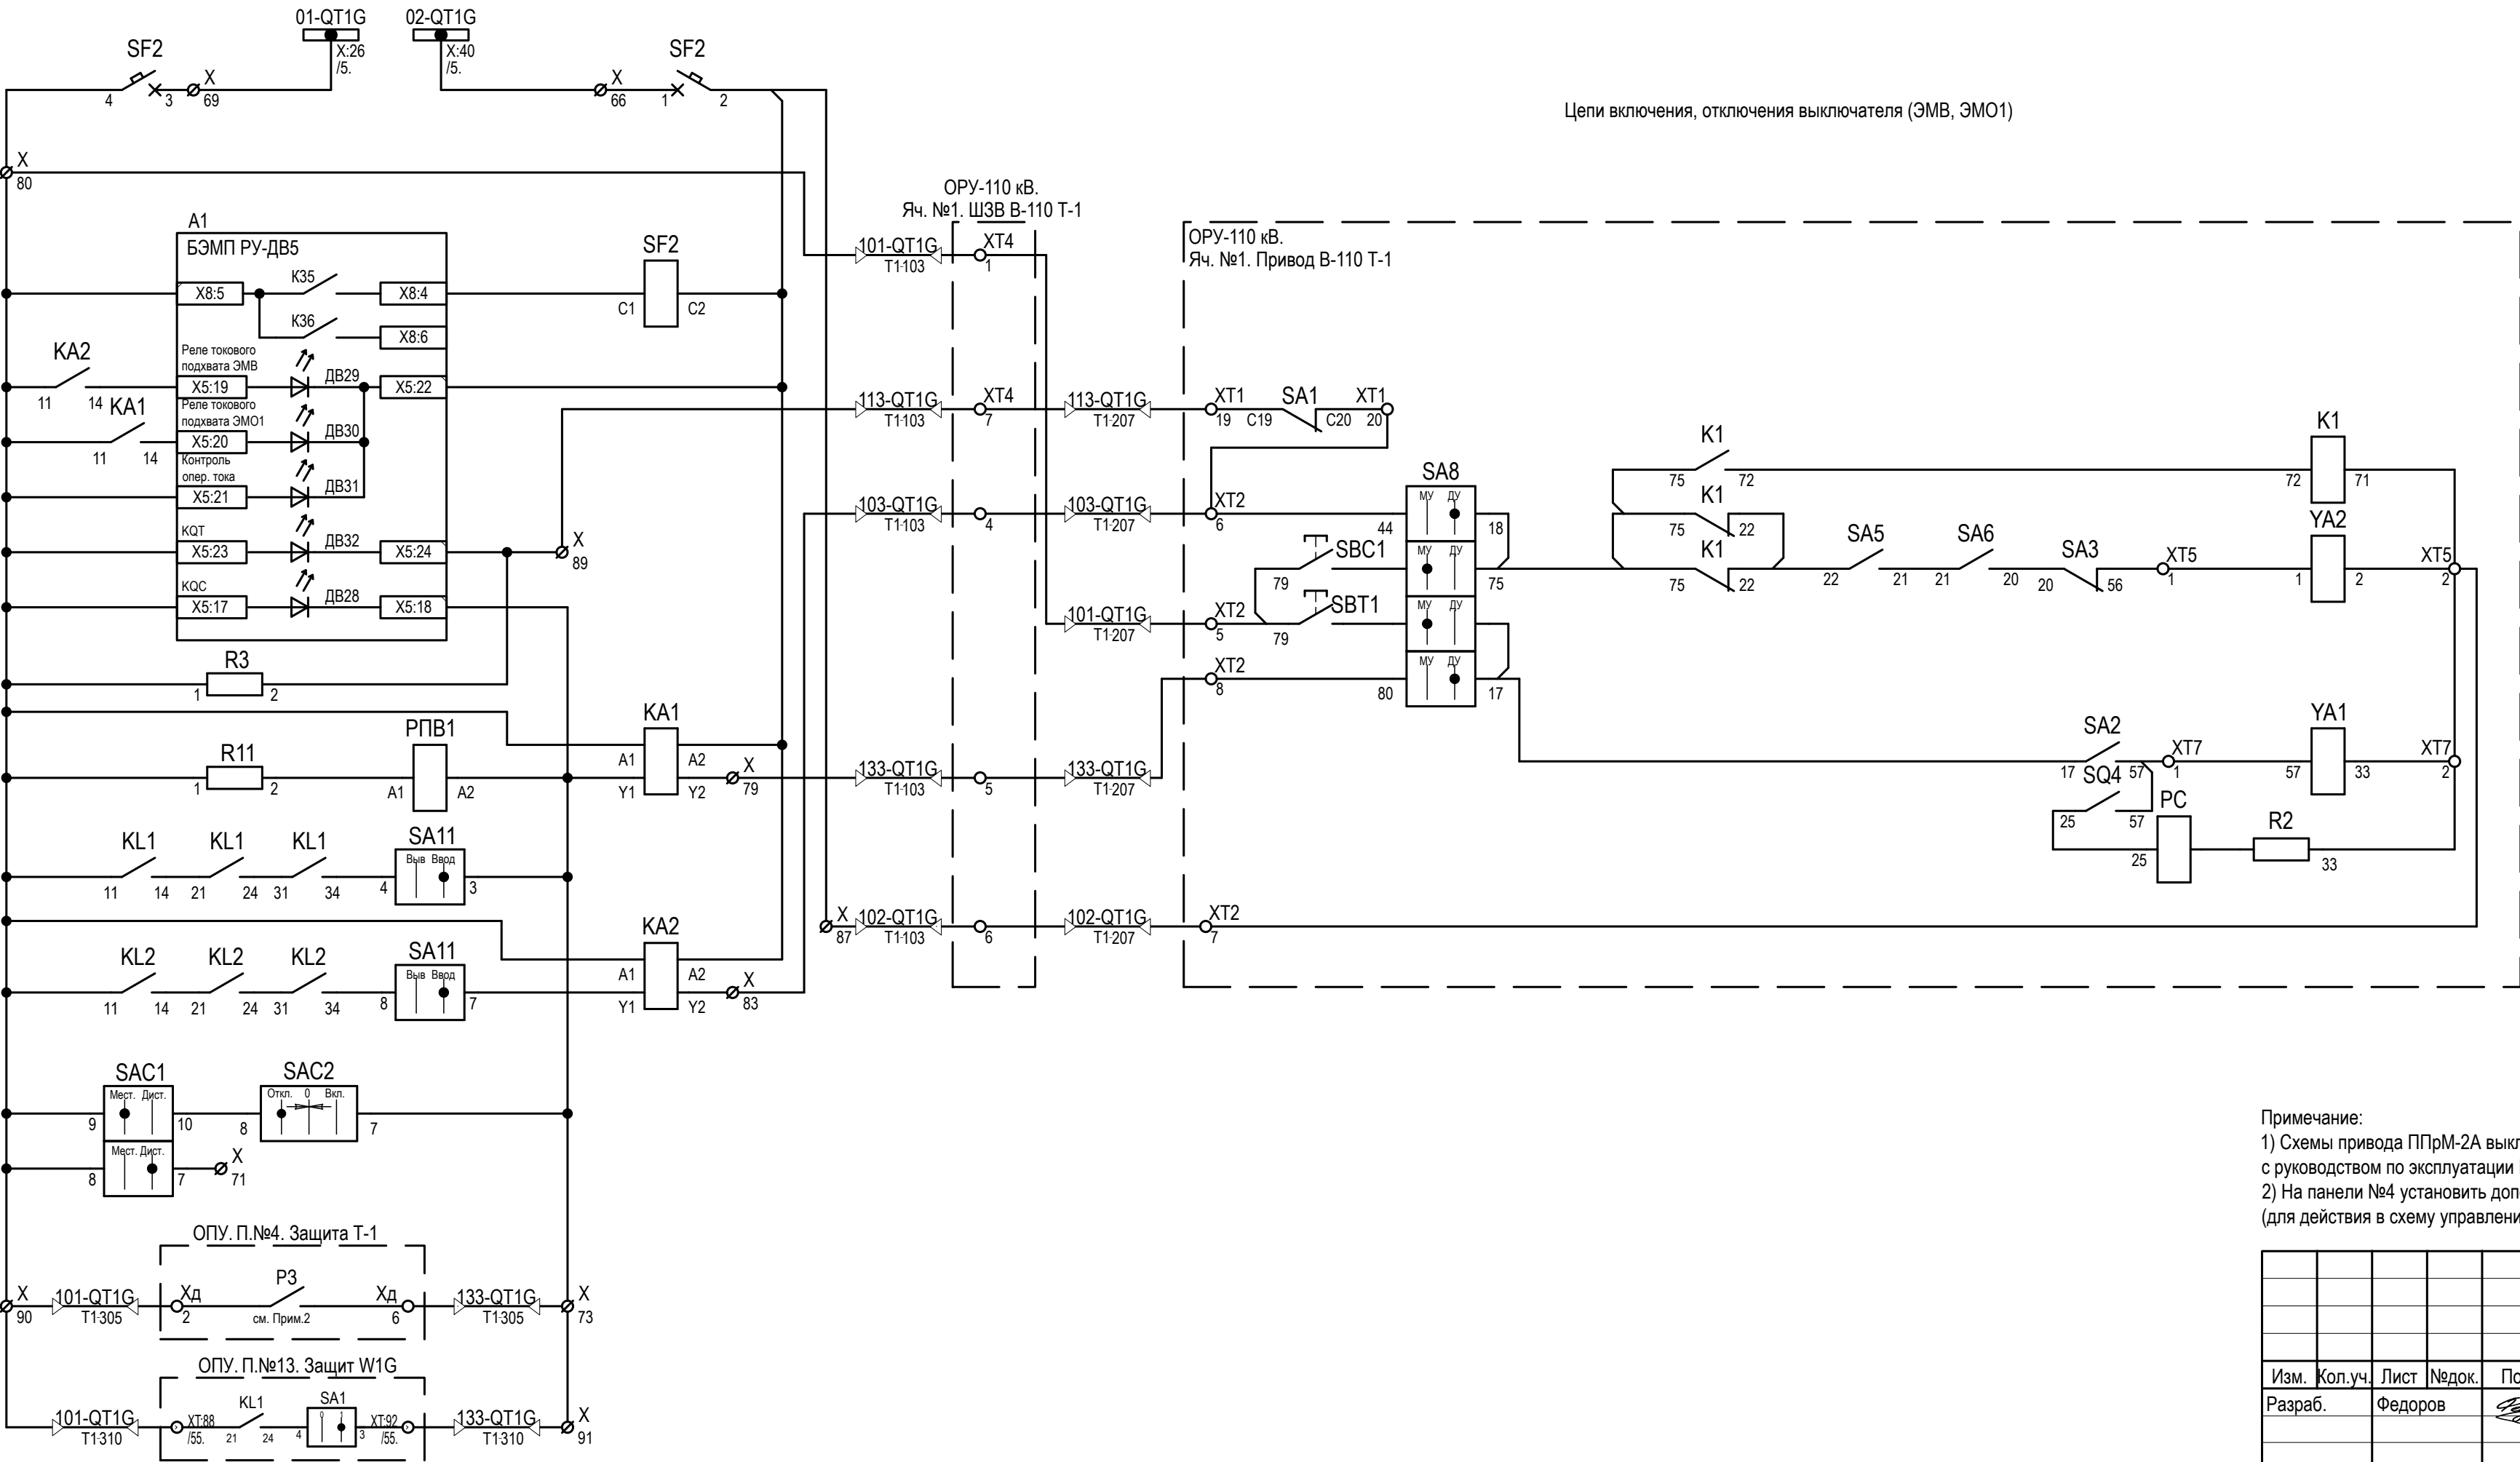 01-QT1G 02-QT1G
SF2 X:26 X:40 SF2
/5. /5.
X X
4 3 69 66 1 2
Цепи включения, отключения выключателя (ЭМВ, ЭМО1)
X
80
ОРУ-110 кВ.
Яч. №1. ШЗВ В-110 Т-1
A1
БЭМП РУ-ДВ5
SF2
101-QT1G XT4
T1-103 1
ОРУ-110 кВ.
Яч. №1. Привод В-110 Т-1
X8:5 K35 X8:4
C1 C2
K36 X8:6
KA2
Реле токового
подхвата ЭМВ
X5:19 ДВ29 X5:22
11 14
KA1
Реле токового
подхвата ЭМО1
X5:20 ДВ30
11 14
Контроль
опер. тока
X5:21 ДВ31
KQT
X5:23 ДВ32 X5:24
X
89
KQC
X5:17 ДВ28 X5:18
113-QT1G XT4 113-QT1G XT1 SA1 XT1
T1-103 7 T1-207 19 C19 C20 20
103-QT1G 103-QT1G XT2
T1-103 4 T1-207 6
SA8
МУ ДУ
44 18
SBC1
79
МУ ДУ
75
101-QT1G XT2 SBT1
T1-207 5 79
МУ ДУ
XT2
8
МУ ДУ
80 17
K1
75 72
K1
75 22
K1
75 22
SA5 SA6 SA3 XT5
22 21 21 20 20 56 1
K1
72 71
YA2 XT5
1 2 2
R3
1 2
R11 РПВ1
1 2 A1 A2
KA1
A1 A2
Y1 Y2
X
79
133-QT1G 133-QT1G
T1-103 5 T1-207
SA2 XT7 YA1 XT7
17 57 1 57 33 2
SQ4 PC R2
25 57
25 33
KL1 KL1 KL1 SA11
Выв Ввод
11 14 21 24 31 34 4 3
KA2
A1 A2
Y1 Y2
X
83
X 102-QT1G 102-QT1G XT2
87 T1-103 6 T1-207 7
KL2 KL2 KL2 SA11
Выв Ввод
11 14 21 24 31 34 8 7
SAC1 SAC2
Мест. Дист. Откл. 0 Вкл.
9 10 8 7
Мест. Дист. X
8 7 71
Примечание:
1) Схемы привода ППрМ-2А
с руководством по эксплуатации
2) На панели №4 установить
(для действия в схему
ОПУ. П.№4. Защита Т-1
X 101-QT1G Xд P3 Xд 133-QT1G X
90 T1-305 2 см. Прим.2 6 T1-305 73
ОПУ. П.№13. Защит W1G
101-QT1G XT:88 KL1 SA1 XT:92 133-QT1G X
0 1
T1-310 /55. 21 24 4 3 /55. T1-310 91
Изм. Кол.уч. Лист №док.
Разраб. Федоров